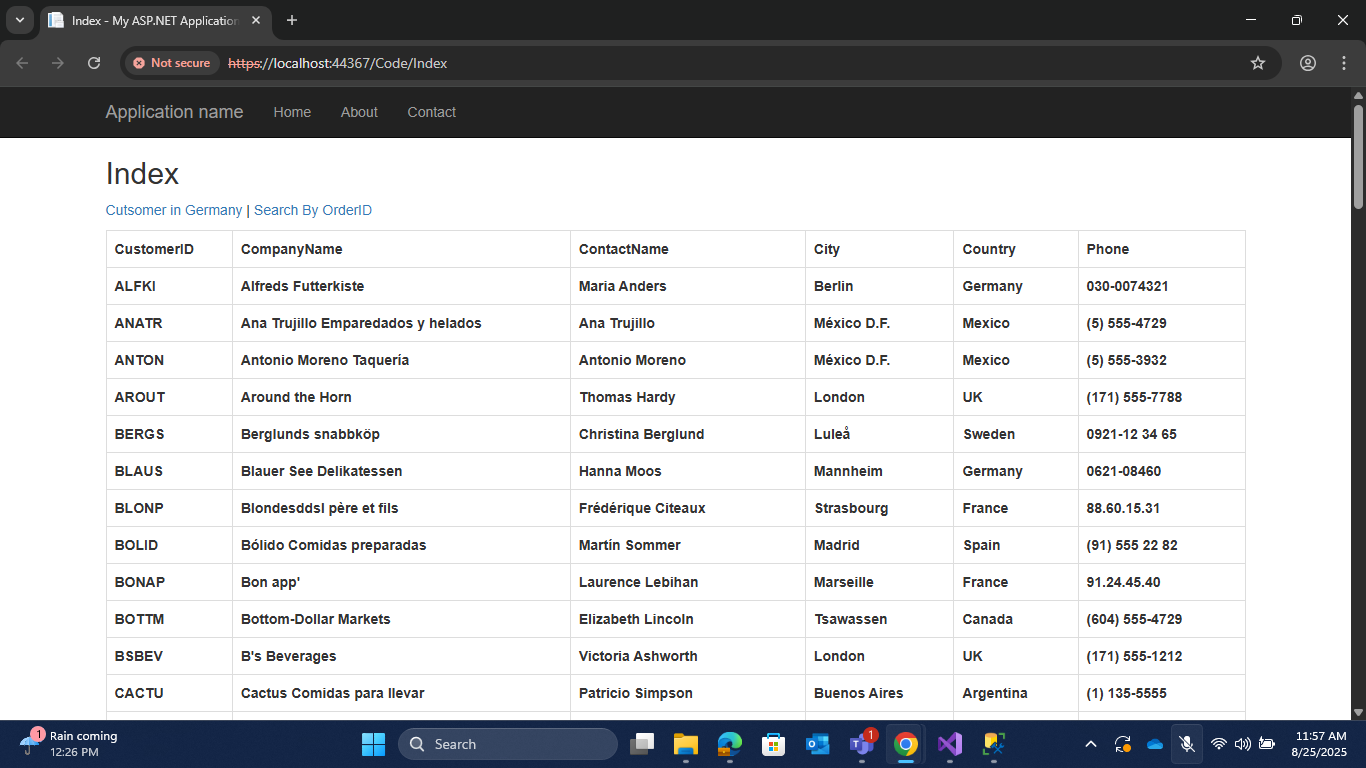 Index - My ASP.NET Application
Not secure https://localhost:44367/Code/Index
Application name Home About Contact
Index
Cutsomer in Germany | Search By OrderID
CustomerID CompanyName ContactName City Country Phone
ALFKI Alfreds Futterkiste Maria Anders Berlin Germany 030-0074321
ANATR Ana Trujillo Emparedados y helados Ana Trujillo México D.F. Mexico (5) 555-4729
ANTON Antonio Moreno Taquería Antonio Moreno México D.F. Mexico (5) 555-3932
AROUT Around the Horn Thomas Hardy London UK (171) 555-7788
BERGS Berglunds snabbköp Christina Berglund Luleå Sweden 0921-12 34 65
BLAUS Blauer See Delikatessen Hanna Moos Mannheim Germany 0621-08460
BLONP Blondesddsl père et fils Frédérique Citeaux Strasbourg France 88.60.15.31
BOLID Bólido Comidas preparadas Martín Sommer Madrid Spain (91) 555 22 82
BONAP Bon app' Laurence Lebihan Marseille France 91.24.45.40
BOTTM Bottom-Dollar Markets Elizabeth Lincoln Tsawassen Canada (604) 555-4729
BSBEV B's Beverages Victoria Ashworth London UK (171) 555-1212
CACTU Cactus Comidas para llevar Patricio Simpson Buenos Aires Argentina (1) 135-5555
1 Rain coming
12:26 PM
Search
1
11:57 AM
8/25/2025